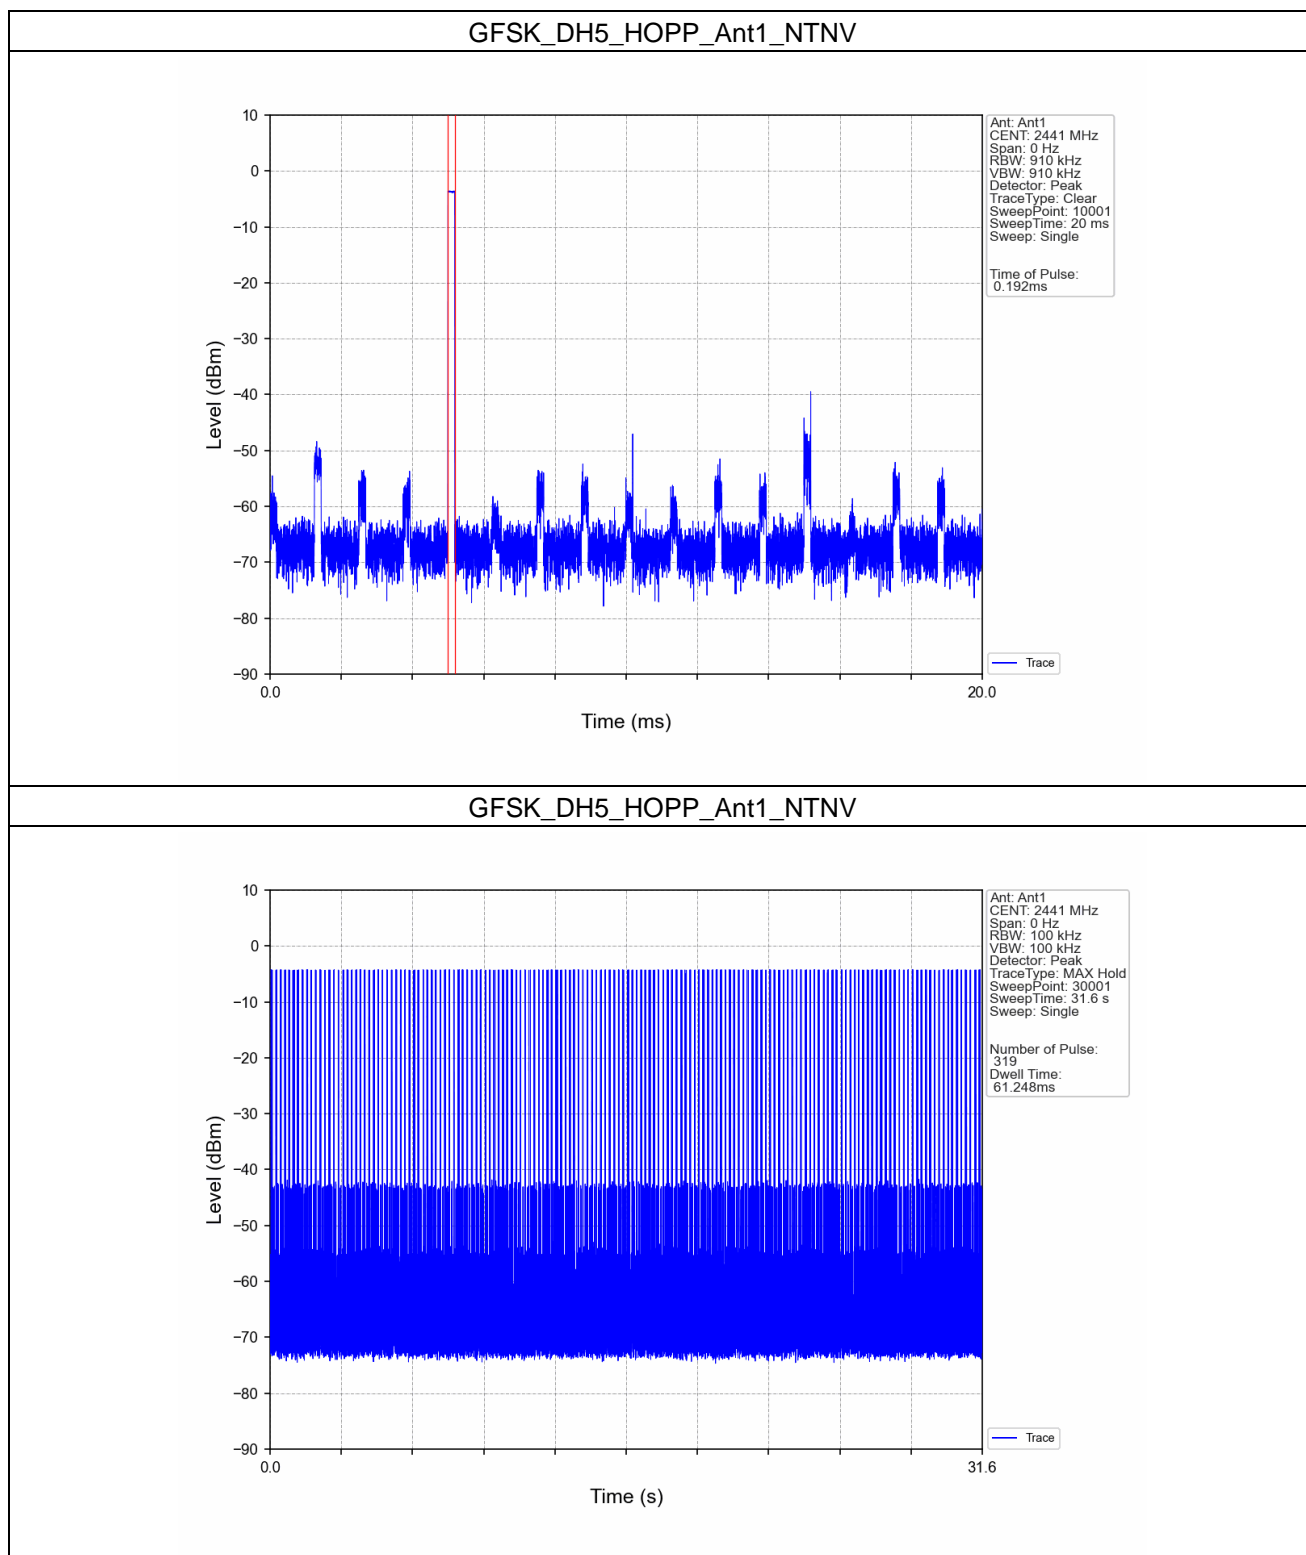 GFSK_DH5_HOPP_Ant1_NTNV
10
0
−10
−20
−30
−40
−50
−60
−70
−80
−90
Level (dBm)
0.0
20.0
Time (ms)
Ant: Ant1
CENT: 2441 MHz
Span: 0 Hz
RBW: 910 kHz
VBW: 910 kHz
Detector: Peak
TraceType: Clear
SweepPoint: 10001
SweepTime: 20 ms
Sweep: Single
Time of Pulse:
0.192ms
Trace
GFSK_DH5_HOPP_Ant1_NTNV
10
0
−10
−20
−30
−40
−50
−60
−70
−80
−90
Level (dBm)
0.0
31.6
Time (s)
Ant: Ant1
CENT: 2441 MHz
Span: 0 Hz
RBW: 100 kHz
VBW: 100 kHz
Detector: Peak
TraceType: MAX Hold
SweepPoint: 30001
SweepTime: 31.6 s
Sweep: Single
Number of Pulse:
319
Dwell Time:
61.248ms
Trace